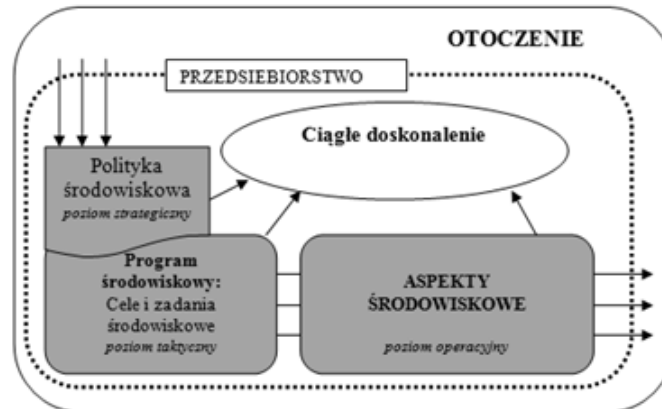 OTOCZENIE
PRZEDSIEBIORSTWO
Ciągłe doskonalenie
Polityka
środowiskowa
poziom strategiczny
Program
środowiskowy:
Cele i zadania
środowiskowe
poziom taktyczny
ASPEKTY
ŚRODOWISKOWE
poziom operacyjny